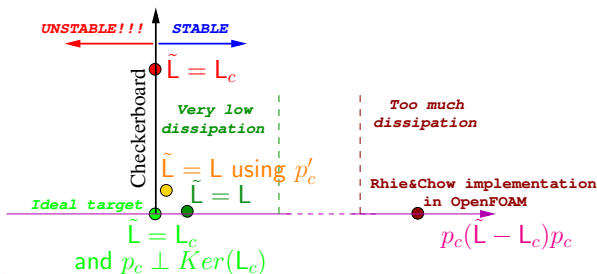 UNSTABLE!!! STABLE
Checkerboard
L̃ = L_c
Very low
dissipation
Too much
dissipation
L̃ = L using p'_c
L̃ = L
Rhie&Chow implementation
in OpenFOAM
Ideal target
L̃ = L_c
and p_c ⊥ Ker(L_c)
p_c(L̃ − L_c)p_c